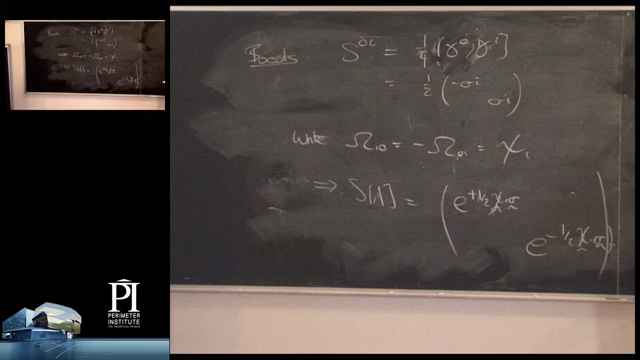 Boosts S^{0i} = 1/4 [γ^0, γ^i]
= 1/2 ( -σ^i
σ^i )
Write Ω_{i0} = -Ω_{0i} = χ_i
⇒ S[Λ] = ( e^{+1/2 χ·σ}
e^{-1/2 χ·σ} )
PI
PERIMETER
INSTITUTE
FOR THEORETICAL PHYSICS